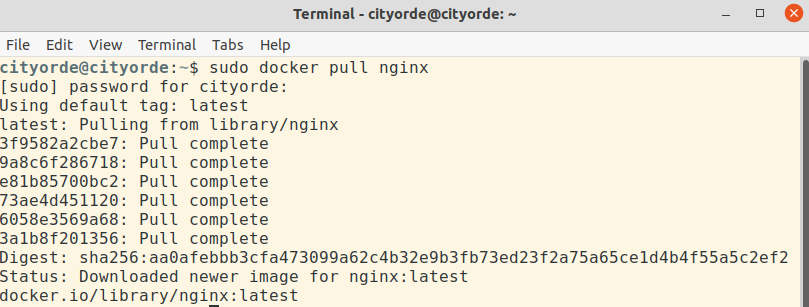 Terminal - cityorde@cityorde: ~
File Edit View Terminal Tabs Help
cityorde@cityorde:~$ sudo docker pull nginx
[sudo] password for cityorde:
Using default tag: latest
latest: Pulling from library/nginx
3f9582a2cbe7: Pull complete
9a8c6f286718: Pull complete
e81b85700bc2: Pull complete
73ae4d451120: Pull complete
6058e3569a68: Pull complete
3a1b8f201356: Pull complete
Digest: sha256:aa0afebbb3cfa473099a62c4b32e9b3fb73ed23f2a75a65ce1d4b4f55a5c2ef2
Status: Downloaded newer image for nginx:latest
docker.io/library/nginx:latest